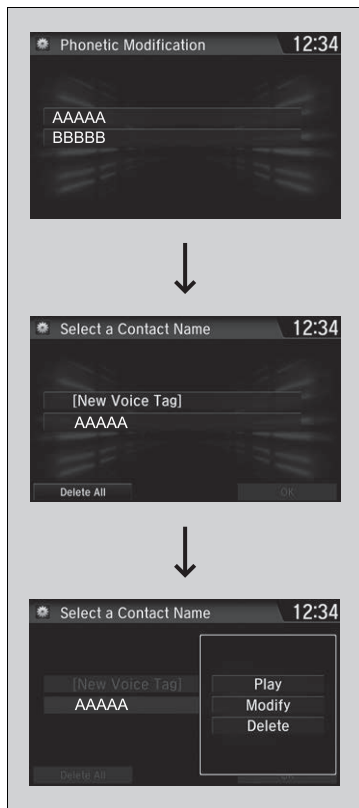 Phonetic Modification 12:34
AAAAA
BBBBB
Select a Contact Name 12:34
[New Voice Tag]
AAAAA
Delete All OK
Select a Contact Name 12:34
[New Voice Tag] Play
AAAAA Modify
Delete
Delete All OK